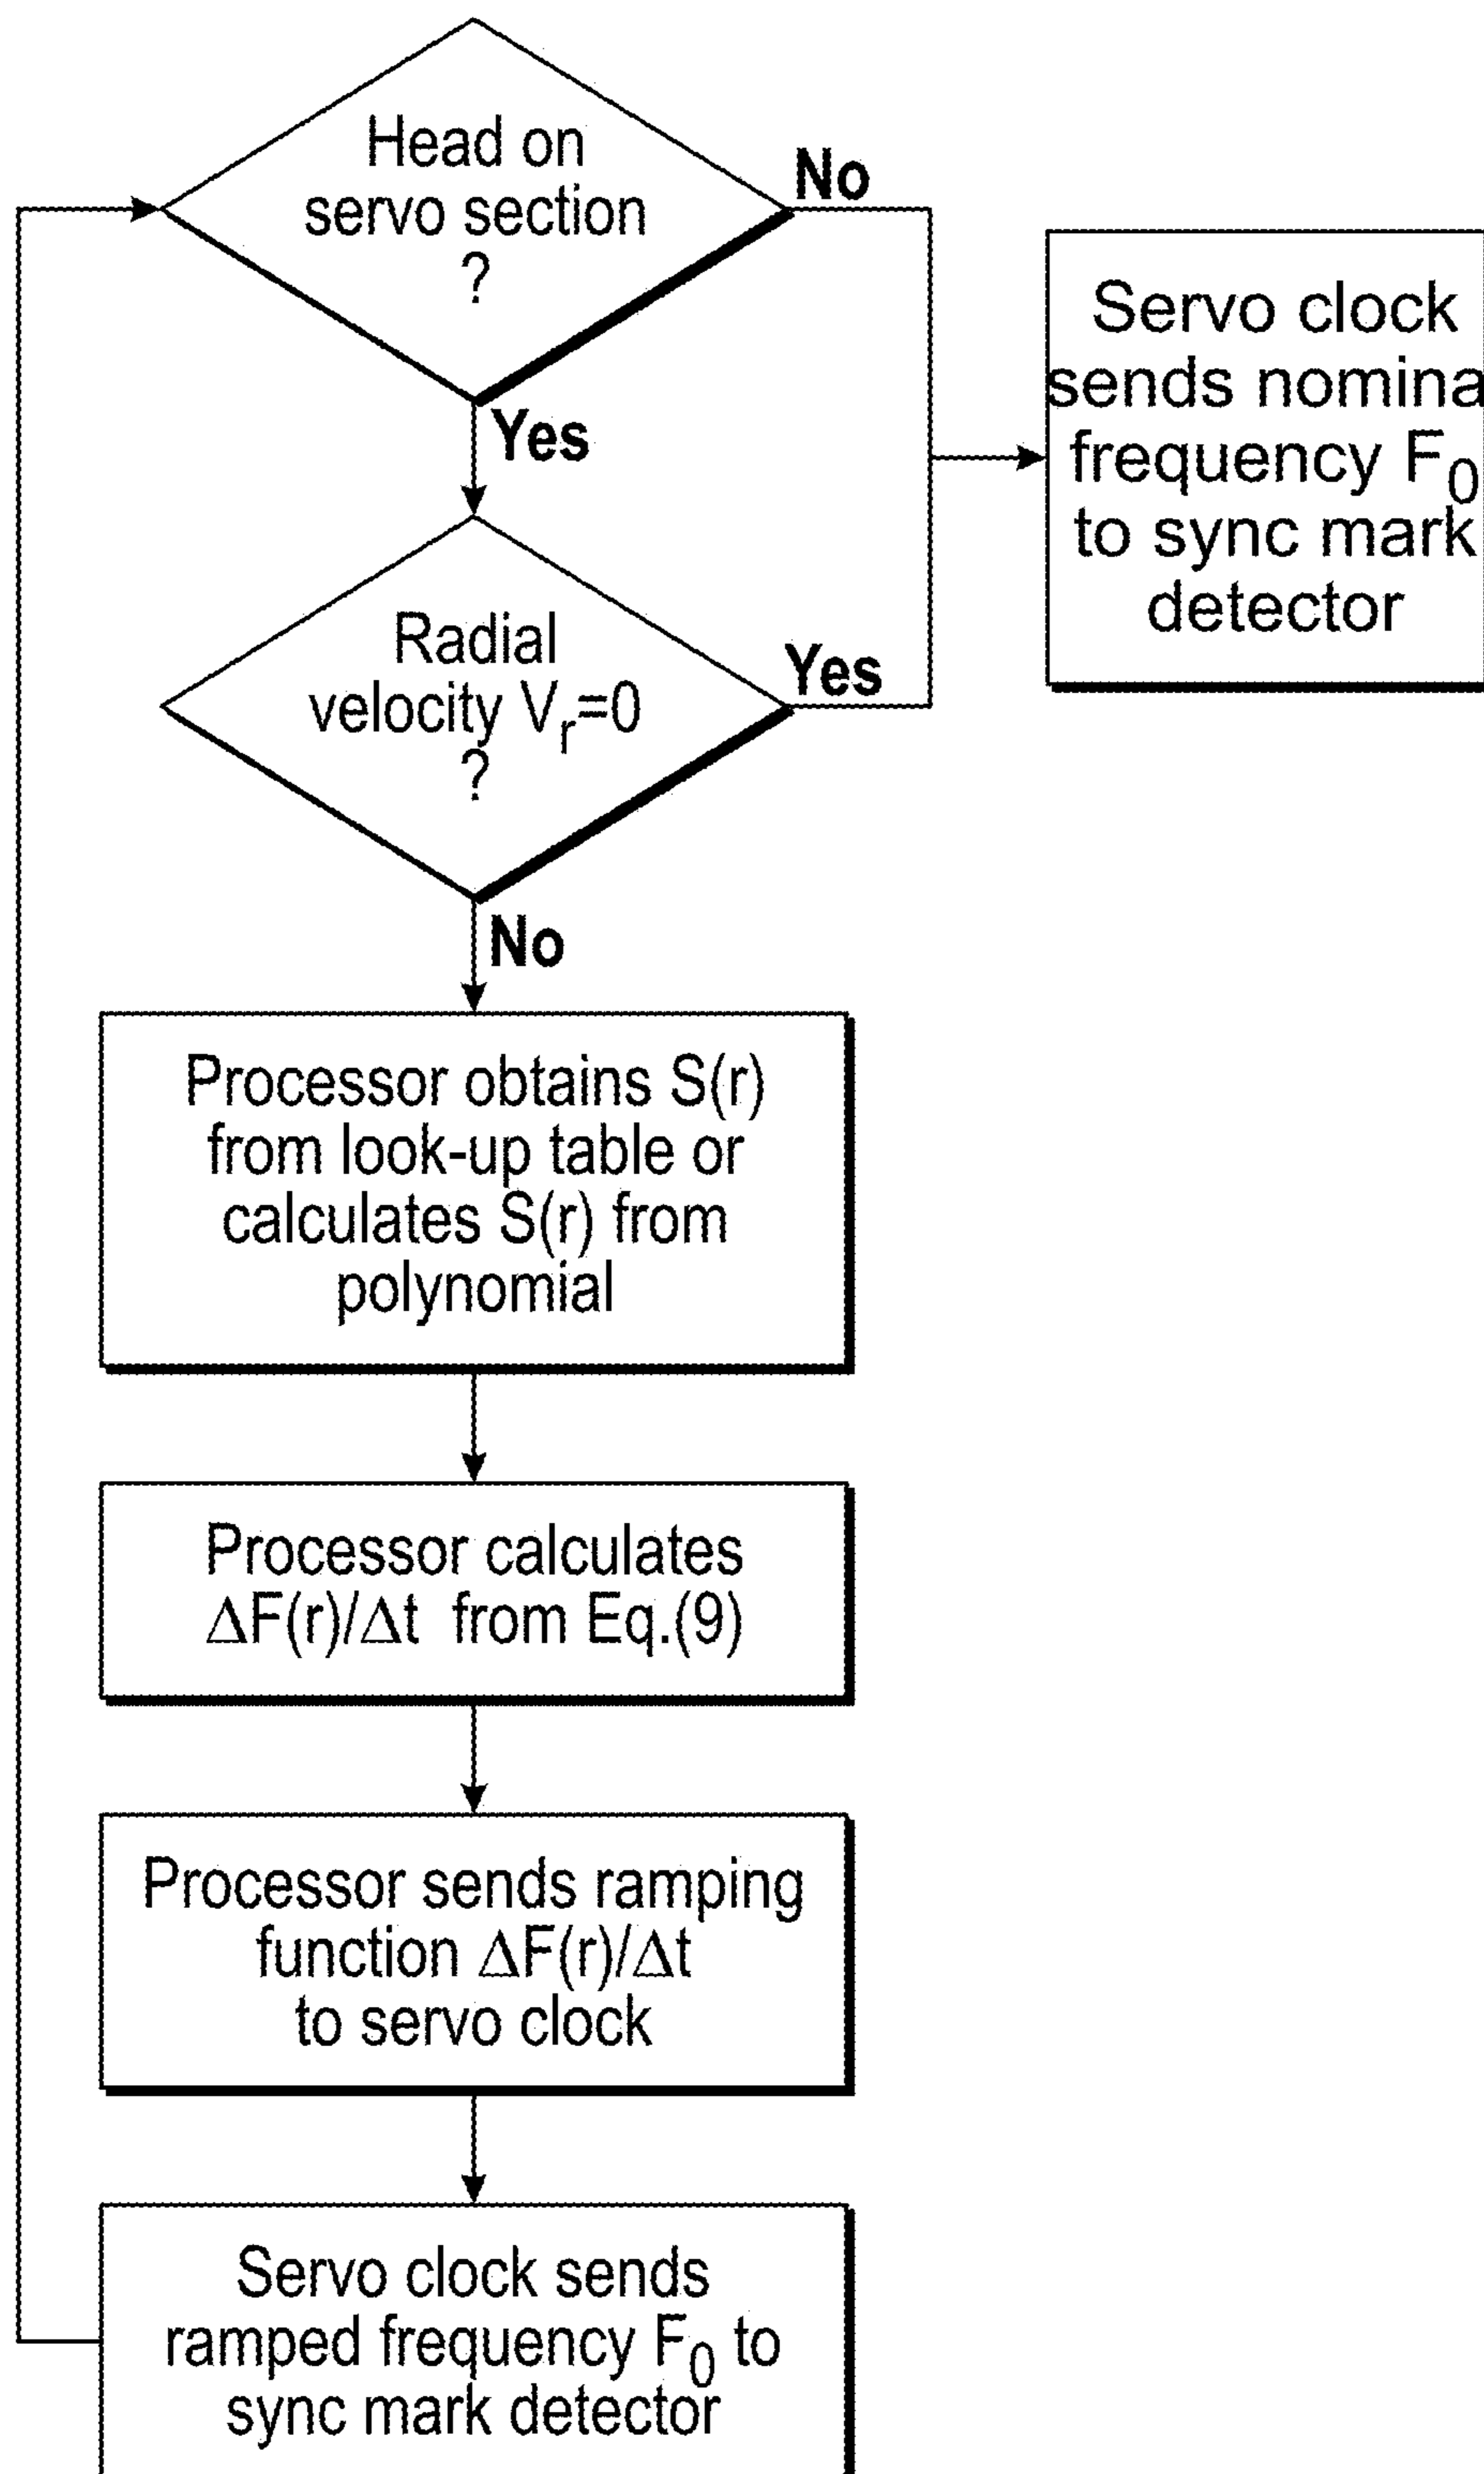 Head on
servo section
?
No
Yes
Servo clock
sends nomina
frequency F₀
to sync mark
detector
Radial
velocity Vᵣ=0
?
Yes
No
Processor obtains S(r)
from look-up table or
calculates S(r) from
polynomial
Processor calculates
ΔF(r)/Δt from Eq.(9)
Processor sends ramping
function ΔF(r)/Δt
to servo clock
Servo clock sends
ramped frequency F₀ to
sync mark detector